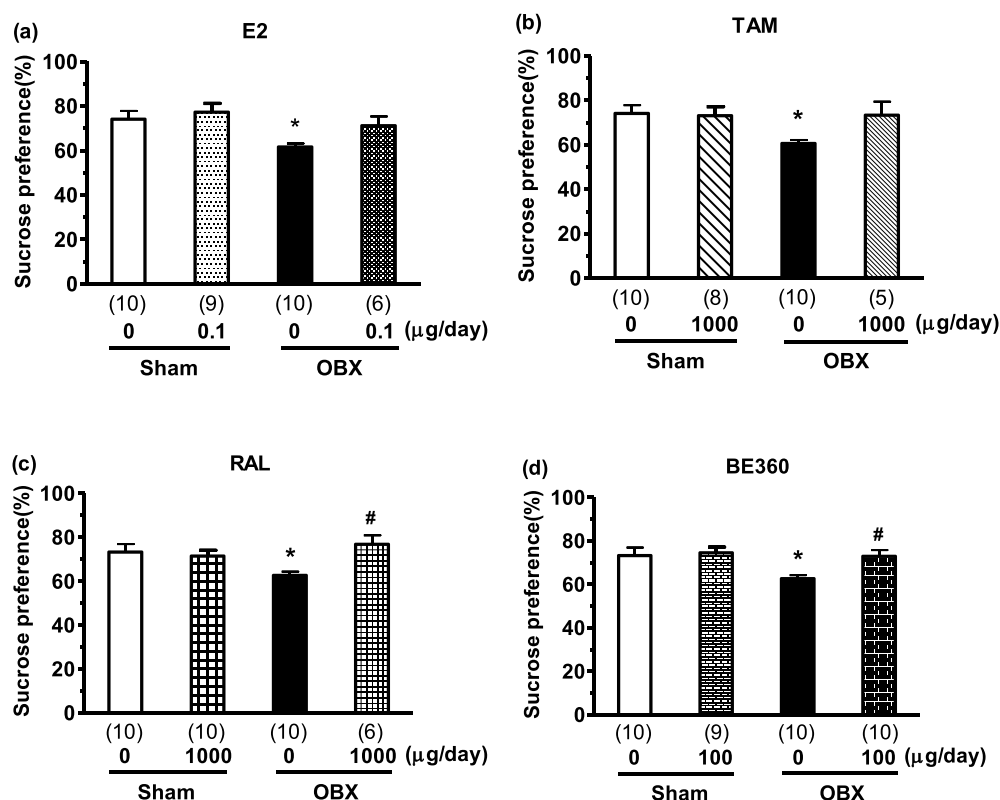 (a)
E2
Sucrose preference(%)
100
80
60
40
20
0
*
(10) (9) (10) (6)
0 0.1 0 0.1 (μg/day)
Sham OBX
(b)
TAM
Sucrose preference(%)
100
80
60
40
20
0
*
(10) (8) (10) (5)
0 1000 0 1000 (μg/day)
Sham OBX
(c)
RAL
Sucrose preference(%)
100
80
60
40
20
0
* #
(10) (10) (10) (6)
0 1000 0 1000 (μg/day)
Sham OBX
(d)
BE360
Sucrose preference(%)
100
80
60
40
20
0
* #
(10) (9) (10) (10)
0 100 0 100 (μg/day)
Sham OBX